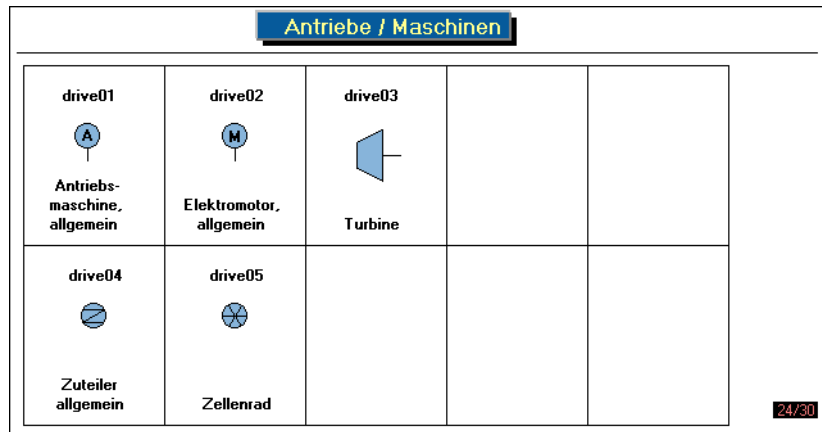 Antriebe / Maschinen
drive01
drive02
drive03
A
M
Antriebs-
maschine,
allgemein
Elektromotor,
allgemein
Turbine
drive04
drive05
Zuteiler
allgemein
Zellenrad
24/30